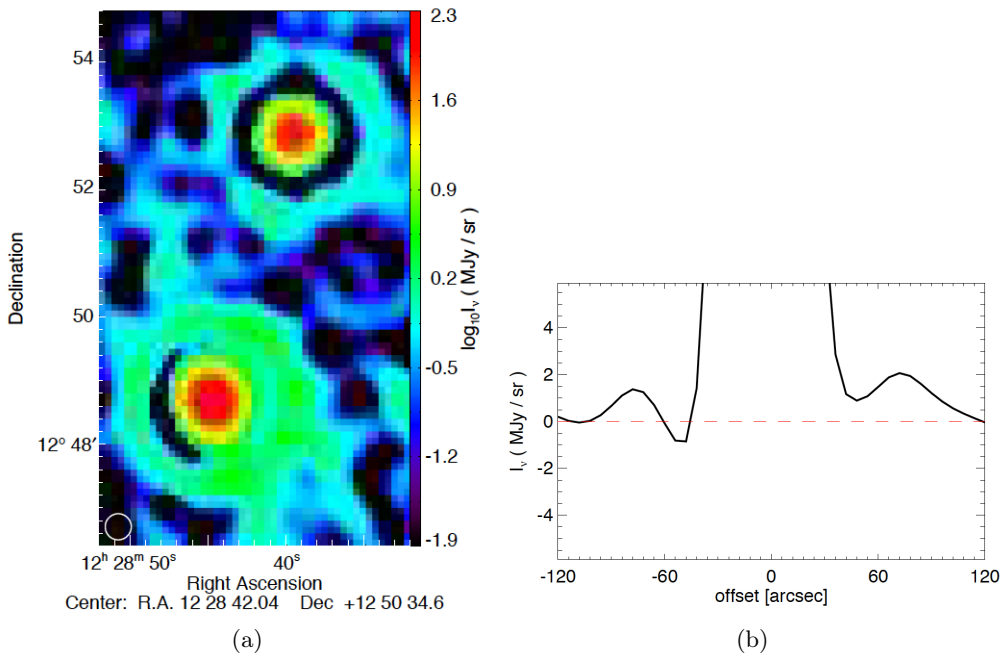 2.3
54
1.6
52
0.9
Declination
0.2
log₁₀Iᵥ ( MJy / sr )
50
-0.5
12° 48′
-1.2
-1.9
12ʰ 28ᵐ 50ˢ 40ˢ
Right Ascension
Center: R.A. 12 28 42.04 Dec +12 50 34.6
(a)
4
2
0
-2
-4
Iᵥ ( MJy / sr )
-120 -60 0 60 120
offset [arcsec]
(b)